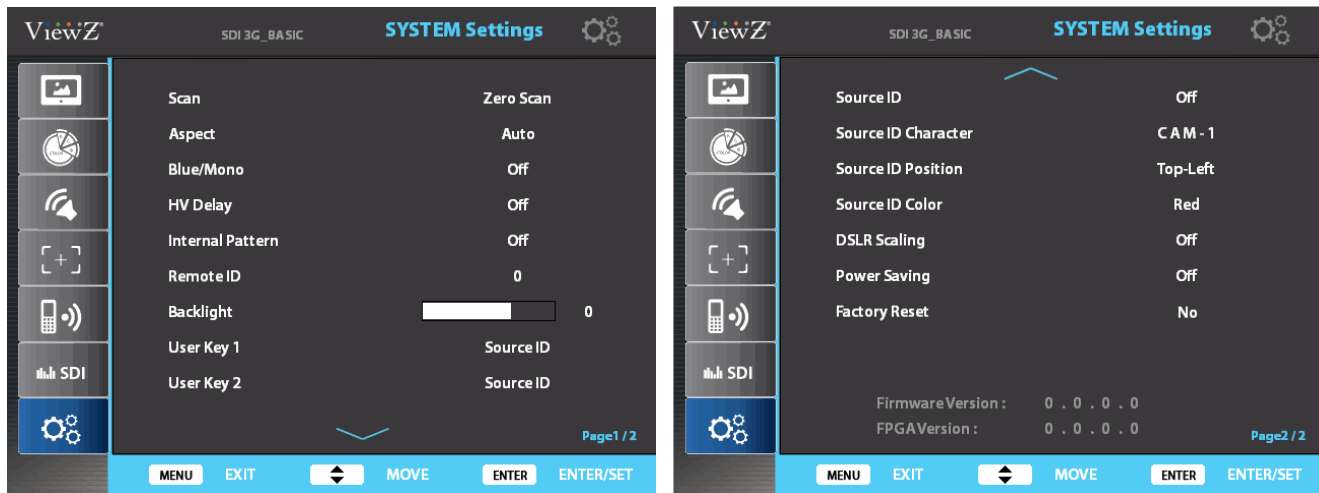 ViewZ
SDI 3G_BASIC
SYSTEM Settings
Scan Zero Scan
Aspect Auto
Blue/Mono Off
HV Delay Off
Internal Pattern Off
Remote ID 0
Backlight 0
User Key 1 Source ID
User Key 2 Source ID
COLOR
SDI
Page1 / 2
MENU EXIT MOVE ENTER ENTER/SET
ViewZ
SDI 3G_BASIC
SYSTEM Settings
Source ID Off
Source ID Character C A M - 1
Source ID Position Top-Left
Source ID Color Red
DSLR Scaling Off
Power Saving Off
Factory Reset No
COLOR
SDI
Firmware Version : 0 . 0 . 0 . 0
FPGA Version : 0 . 0 . 0 . 0
Page2 / 2
MENU EXIT MOVE ENTER ENTER/SET